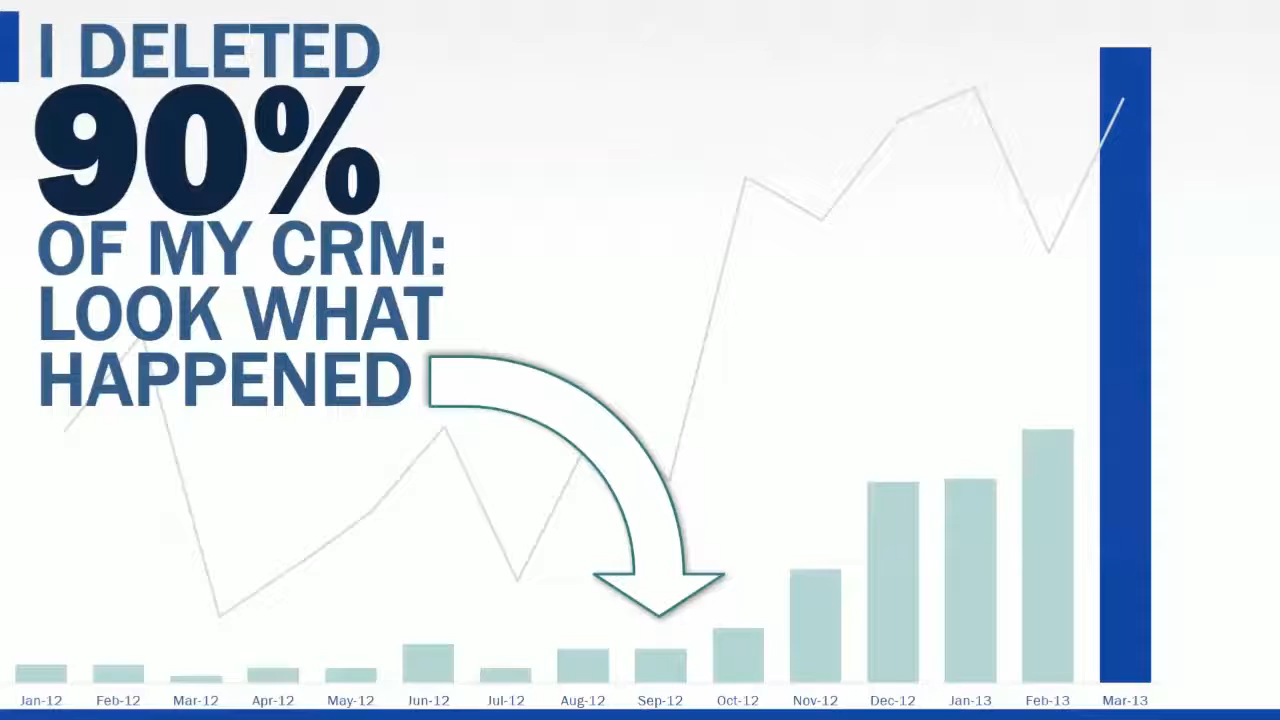 I DELETED
90%
OF MY CRM:
LOOK WHAT
HAPPENED
Jan-12 Feb-12 Mar-12 Apr-12 May-12 Jun-12 Jul-12 Aug-12 Sep-12 Oct-12 Nov-12 Dec-12 Jan-13 Feb-13 Mar-13